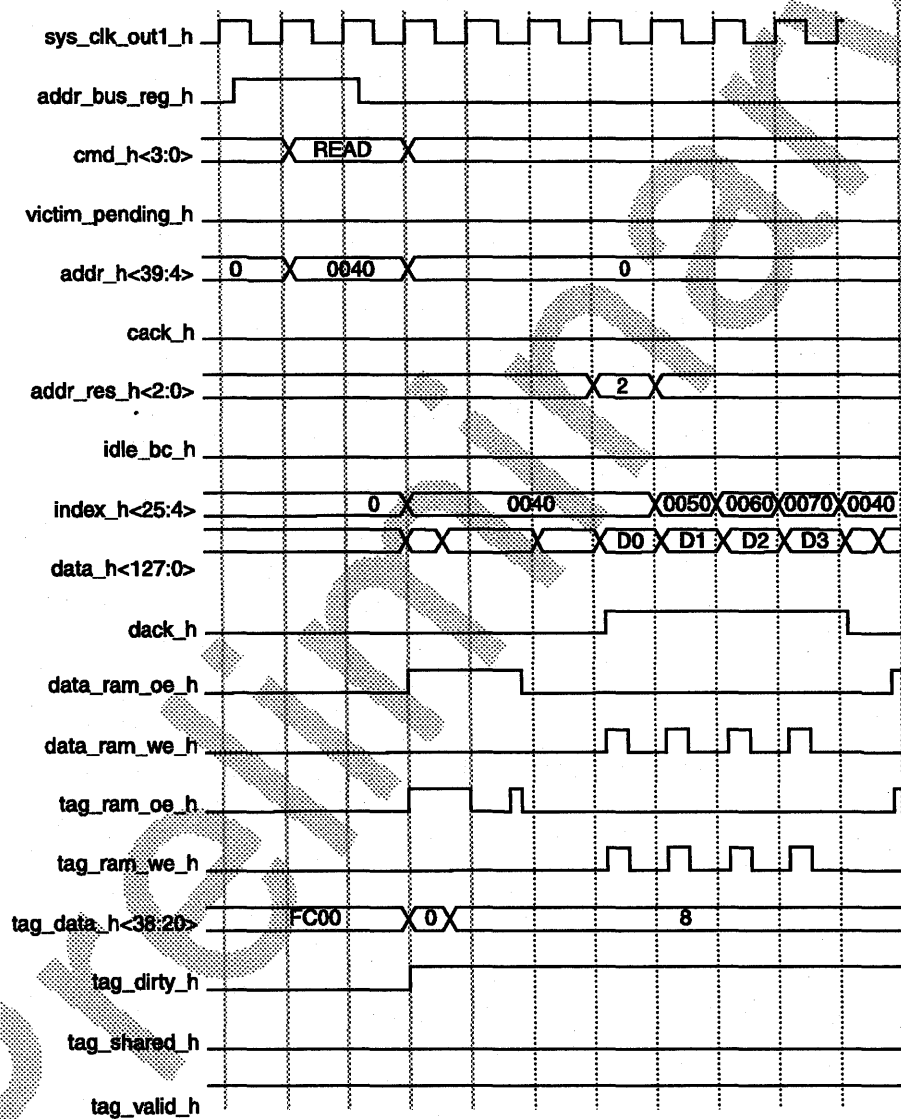 sys_clk_out1_h
addr_bus_reg_h
cmd_h<3:0> READ
victim_pending_h
addr_h<39:4> 0 0040 0
cack_h
addr_res_h<2:0> 2
idle_bc_h
index_h<25:4> 0 0040 0050 0060 0070 0040
D0 D1 D2 D3
data_h<127:0>
dack_h
data_ram_oe_h
data_ram_we_h
tag_ram_oe_h
tag_ram_we_h
tag_data_h<38:20> FC00 0 8
tag_dirty_h
tag_shared_h
tag_valid_h